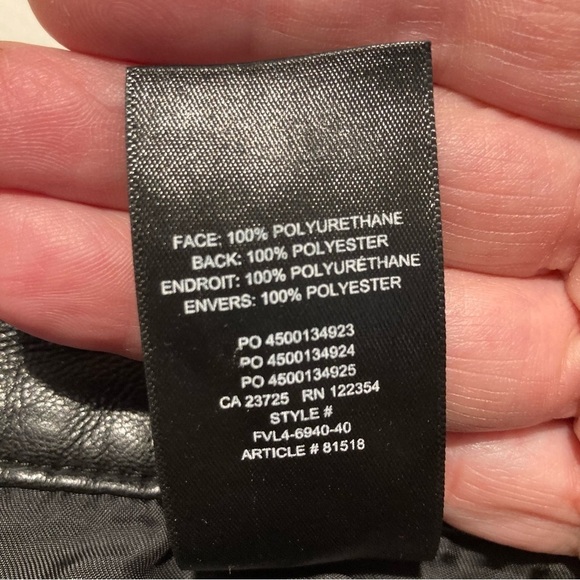 FACE: 100% POLYURETHANE
BACK: 100% POLYESTER
ENDROIT: 100% POLYURÉTHANE
ENVERS: 100% POLYESTER
PO 4500134923
PO 4500134924
PO 4500134925
CA 23725 RN 122354
STYLE #
FVL4-6940-40
ARTICLE # 81518